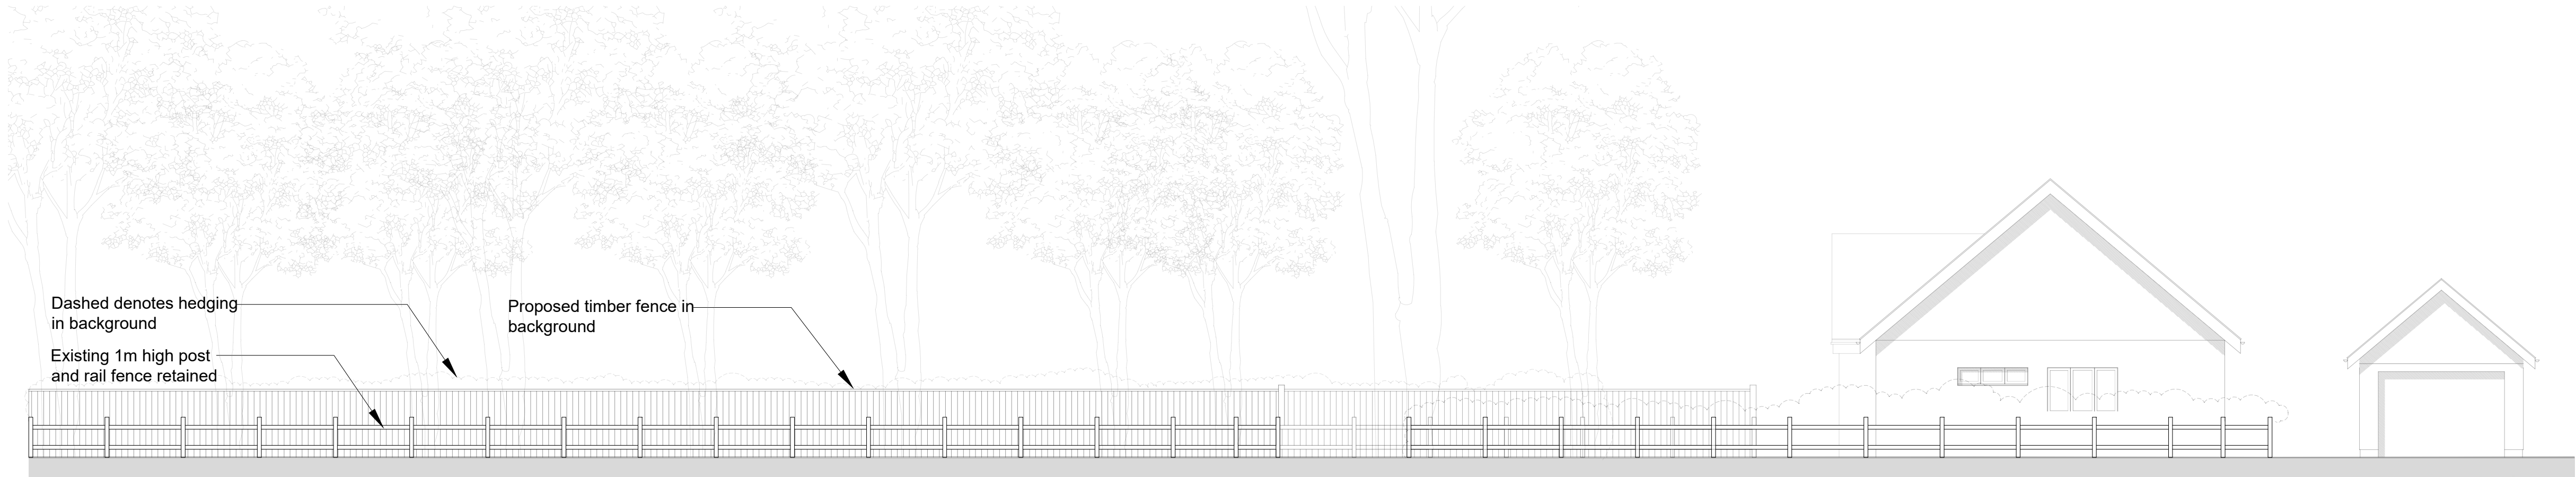 Dashed denotes hedging
in background
Proposed timber fence in
background
Existing 1m high post
and rail fence retained